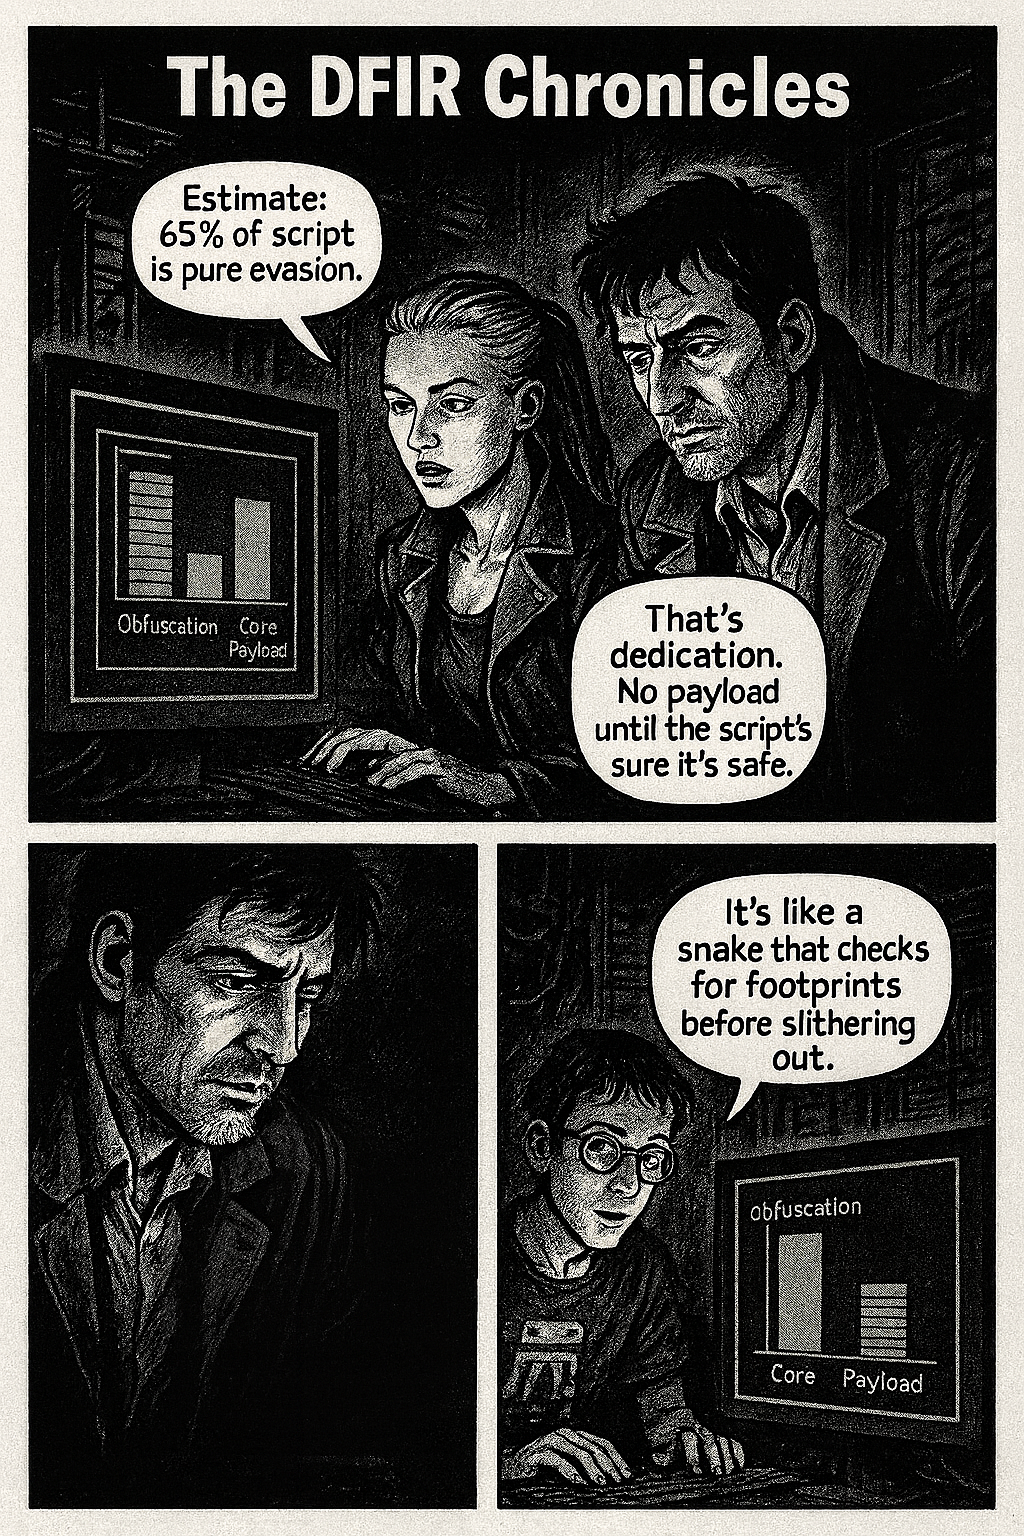 The DFIR Chronicles
Estimate:
65% of script
is pure evasion.
Obfuscation
Core
Payload
That's
dedication.
No payload
until the script's
sure it's safe.
It's like a
snake that checks
for footprints
before slithering
out.
Obfuscation
Core
Payload